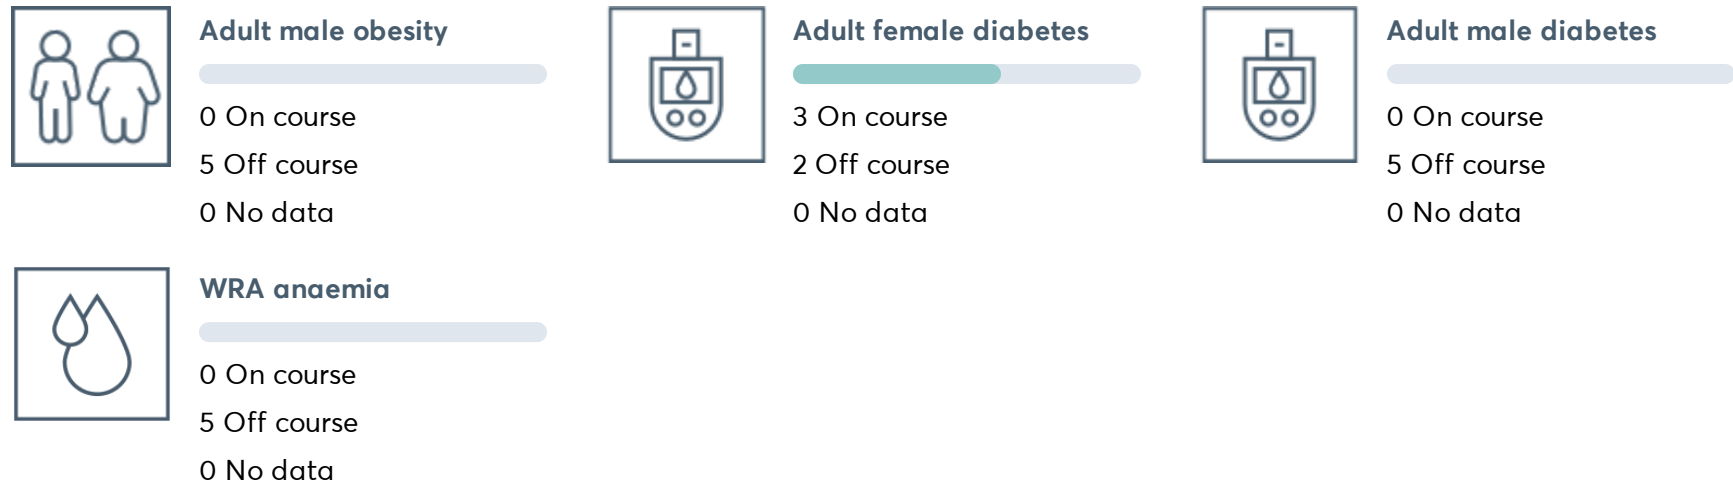 Adult male obesity
0 On course
5 Off course
0 No data
Adult female diabetes
3 On course
2 Off course
0 No data
Adult male diabetes
0 On course
5 Off course
0 No data
WRA anaemia
0 On course
5 Off course
0 No data